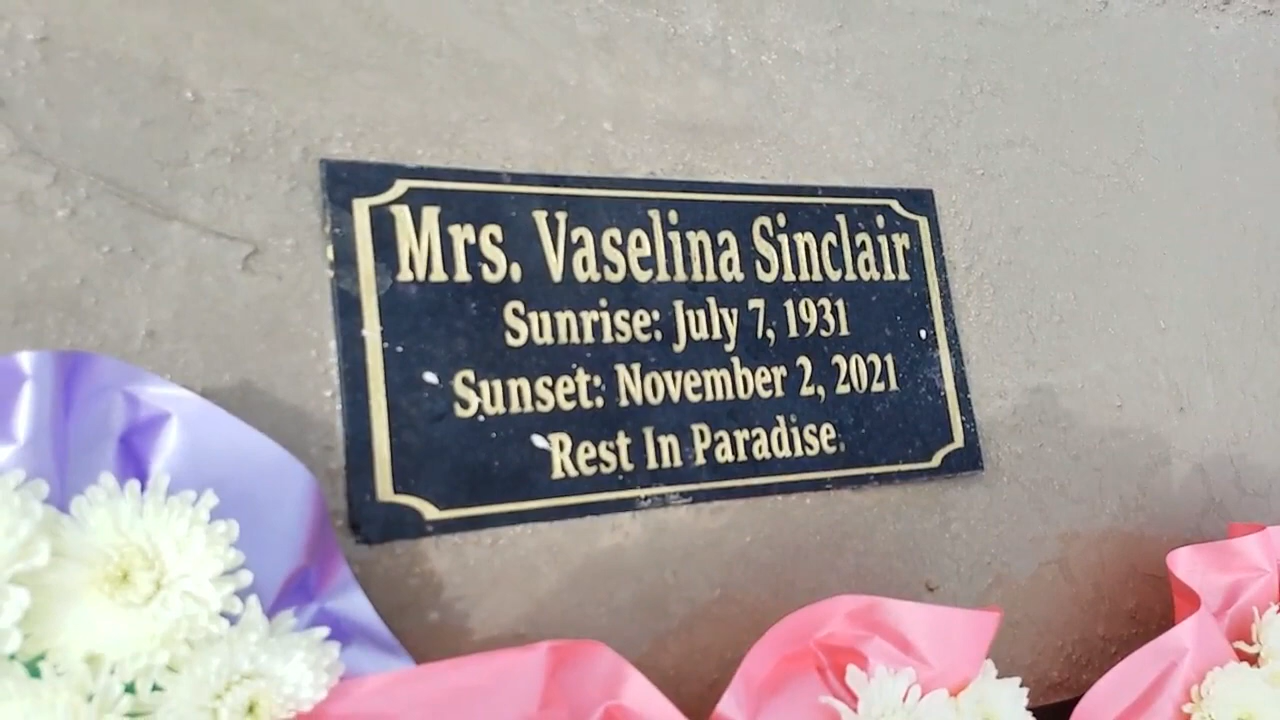 Mrs. Vaselina Sinclair
Sunrise: July 7, 1931
Sunset: November 2, 2021
Rest In Paradise.